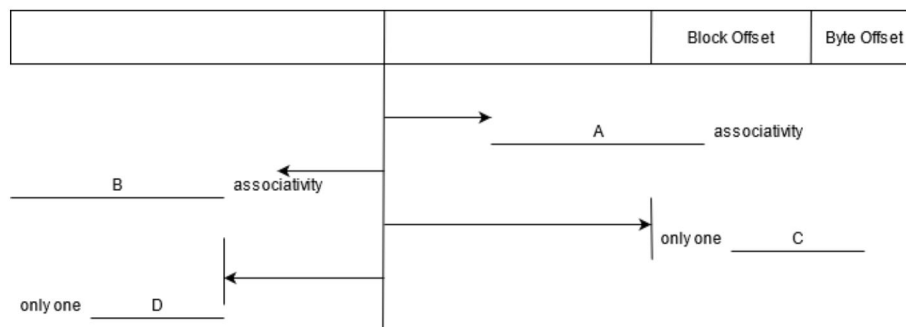 Block Offset Byte Offset
A associativity
B associativity
only one C
only one D